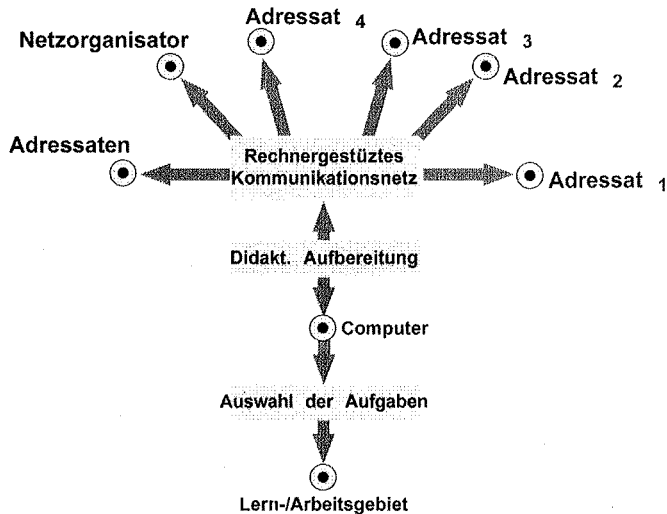 Adressat 4
Netzorganisator
Adressat 3
Adressat 2
Adressaten
Rechnergestüztes
Kommunikationsnetz
Adressat 1
Didakt. Aufbereitung
Computer
Auswahl der Aufgaben
Lern-/Arbeitsgebiet